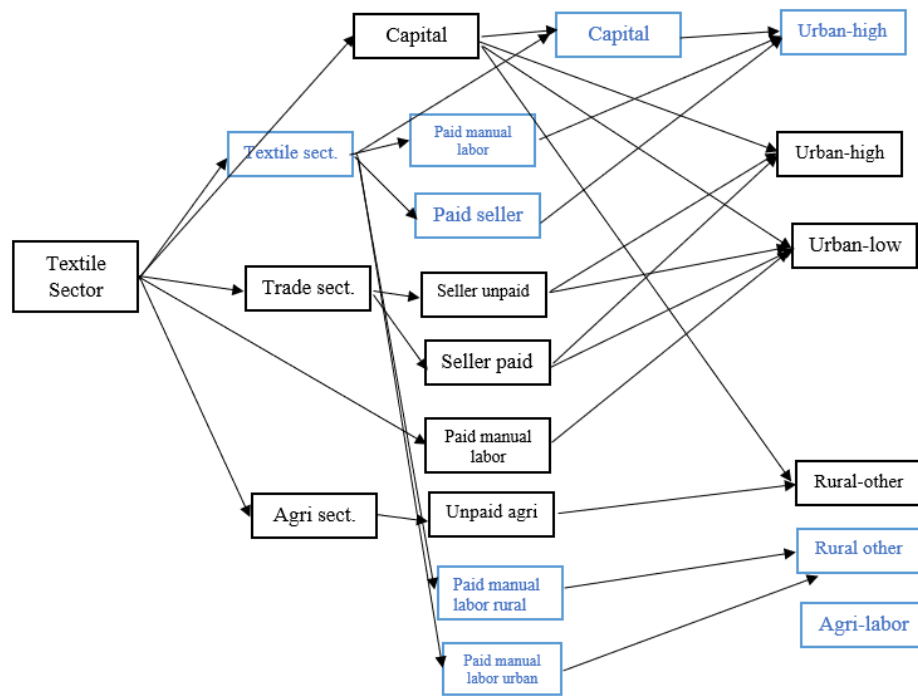 Capital
Capital
Urban-high
Textile sect.
Paid manual
labor
Urban-high
Paid seller
Urban-low
Textile
Sector
Trade sect.
Seller unpaid
Seller paid
Paid manual
labor
Rural-other
Agri sect.
Unpaid agri
Rural other
Paid manual
labor rural
Agri-labor
Paid manual
labor urban